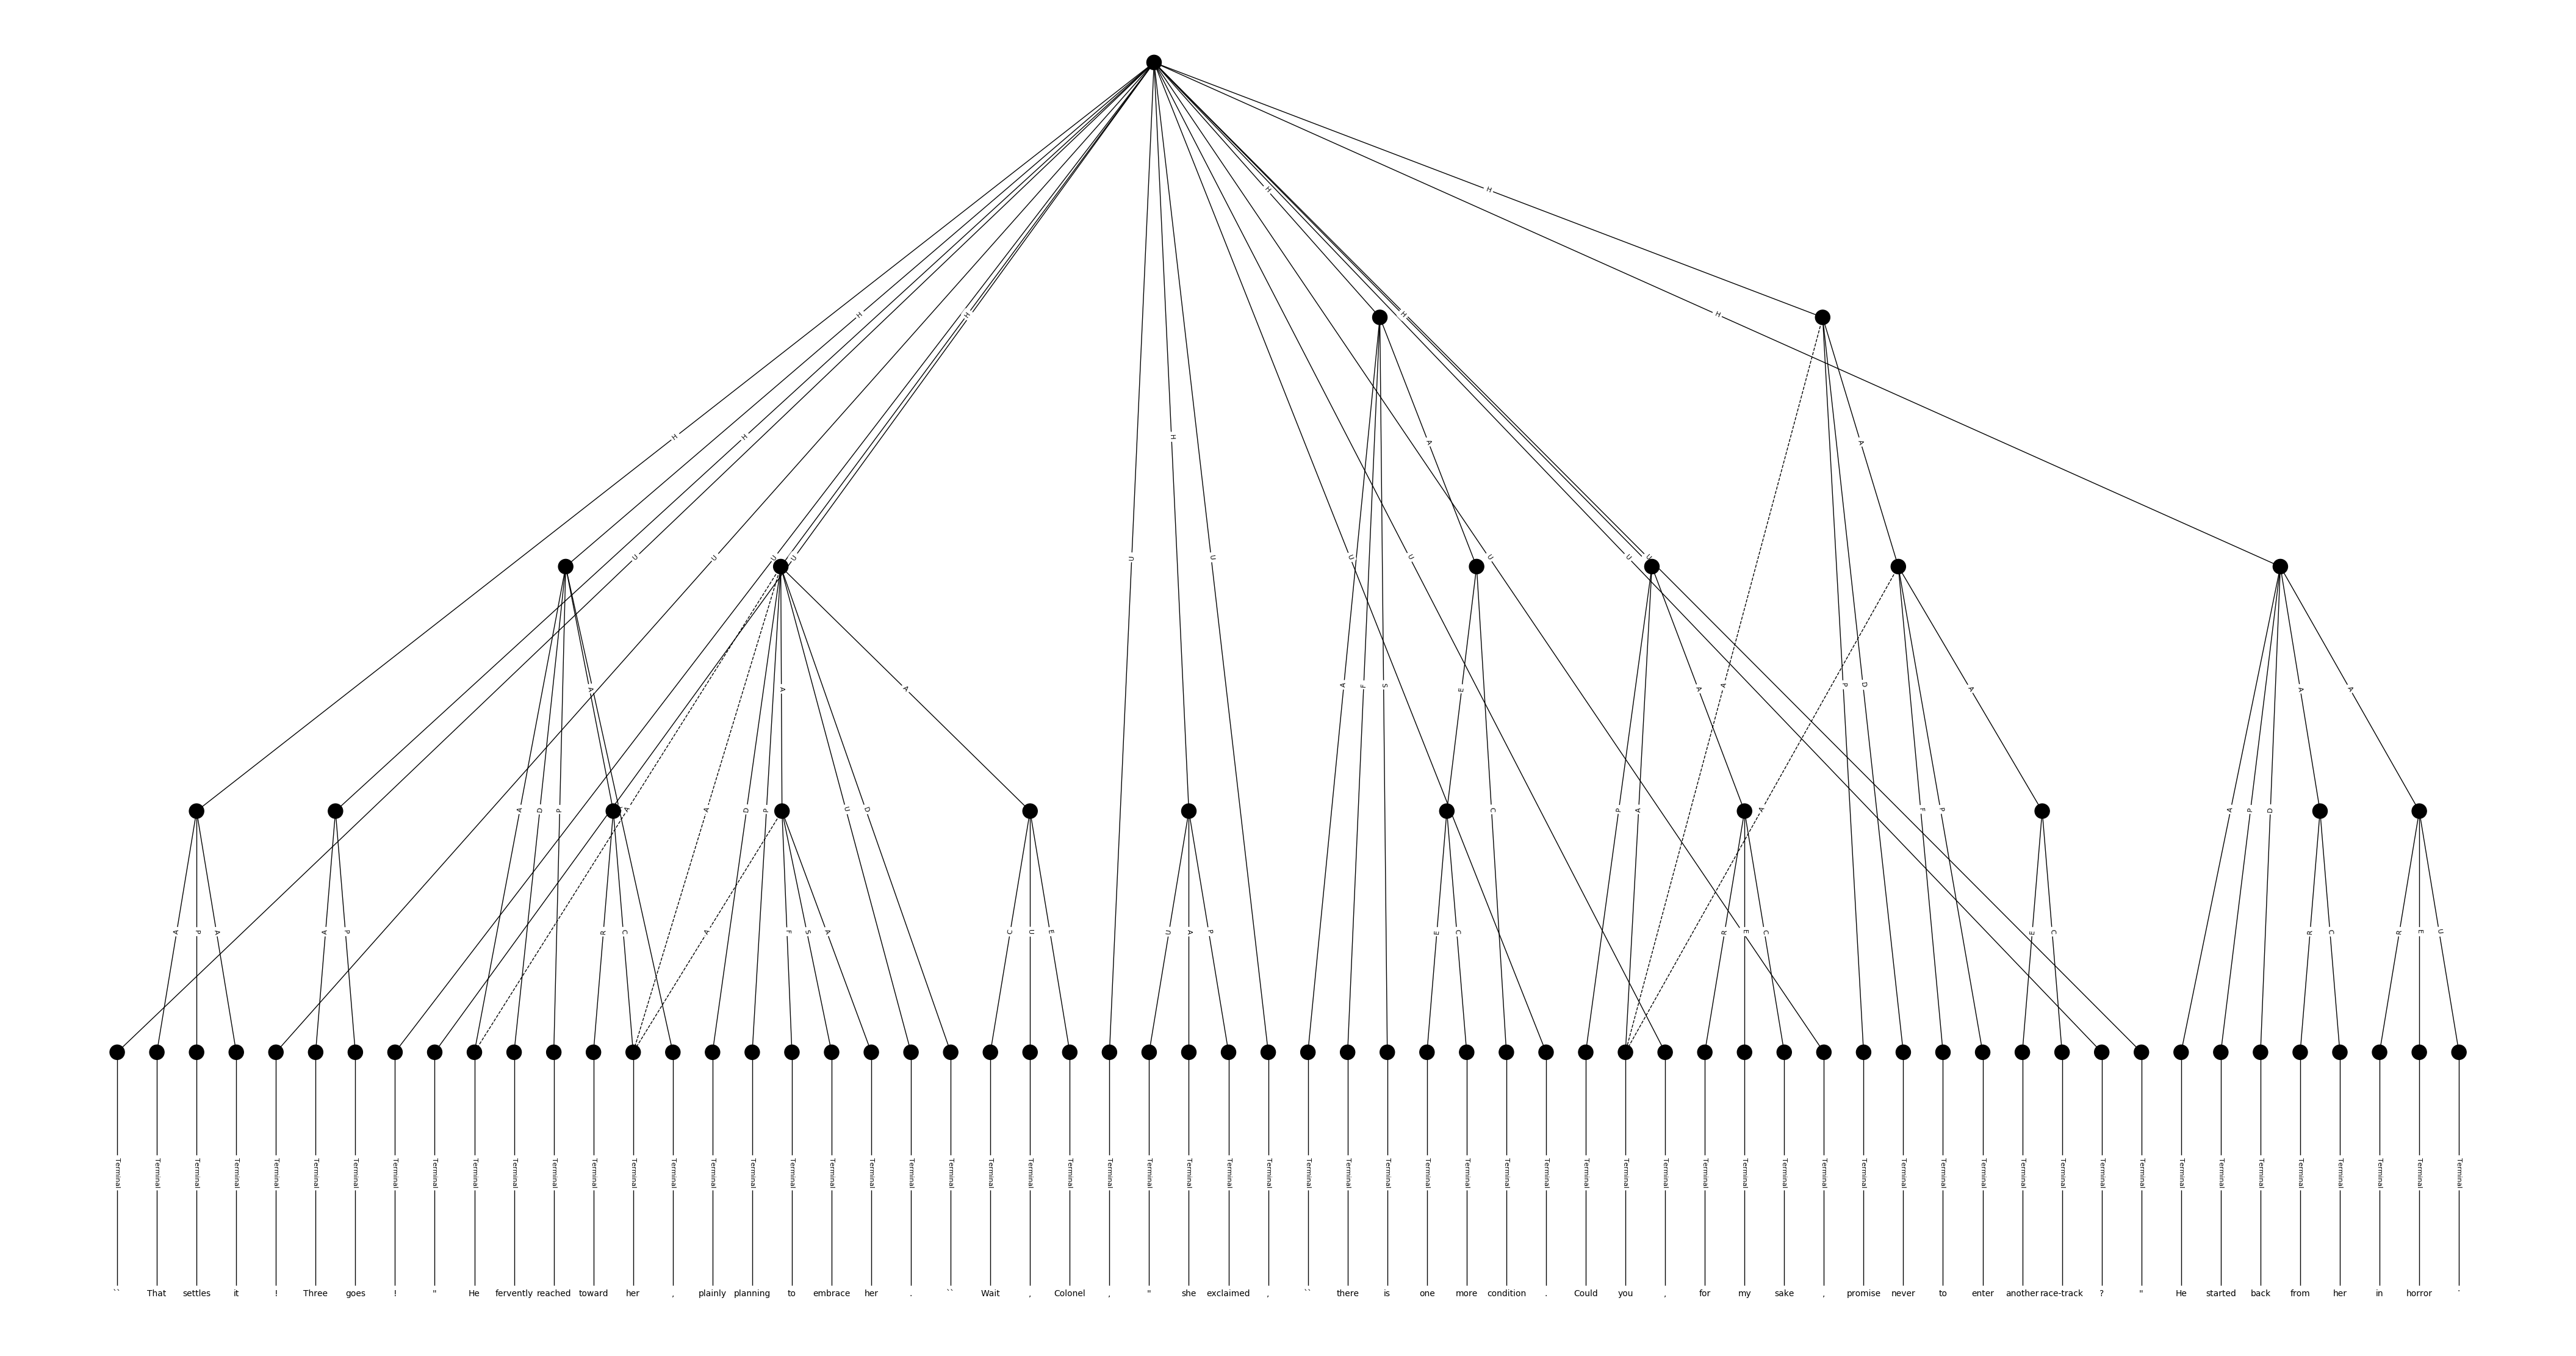 H H
H H H H
H H H
U U U U U U H U U U U U U
A A A F S E A A A P D A A A
A D P A A D P U D C P A A F P A P D
A P A A P R C A F S A C U E U A P E C R E C E C R C R E U
Terminal Terminal Terminal Terminal Terminal Terminal Terminal Terminal Terminal Terminal Terminal Terminal Terminal Terminal Terminal Terminal Terminal Terminal Terminal Terminal Terminal Terminal Terminal Terminal Terminal Terminal Terminal Terminal Terminal Terminal Terminal Terminal Terminal Terminal Terminal Terminal Terminal Terminal Terminal Terminal Terminal Terminal Terminal Terminal Terminal Terminal Terminal Terminal Terminal Terminal Terminal Terminal Terminal Terminal Terminal Terminal Terminal Terminal Terminal Terminal
`` That settles it ! Three goes ! " He fervently reached toward her , plainly planning to embrace her . `` Wait , Colonel , " she exclaimed , `` there is one more condition . Could you , for my sake , promise never to enter another race-track ? " He started back from her in horror .